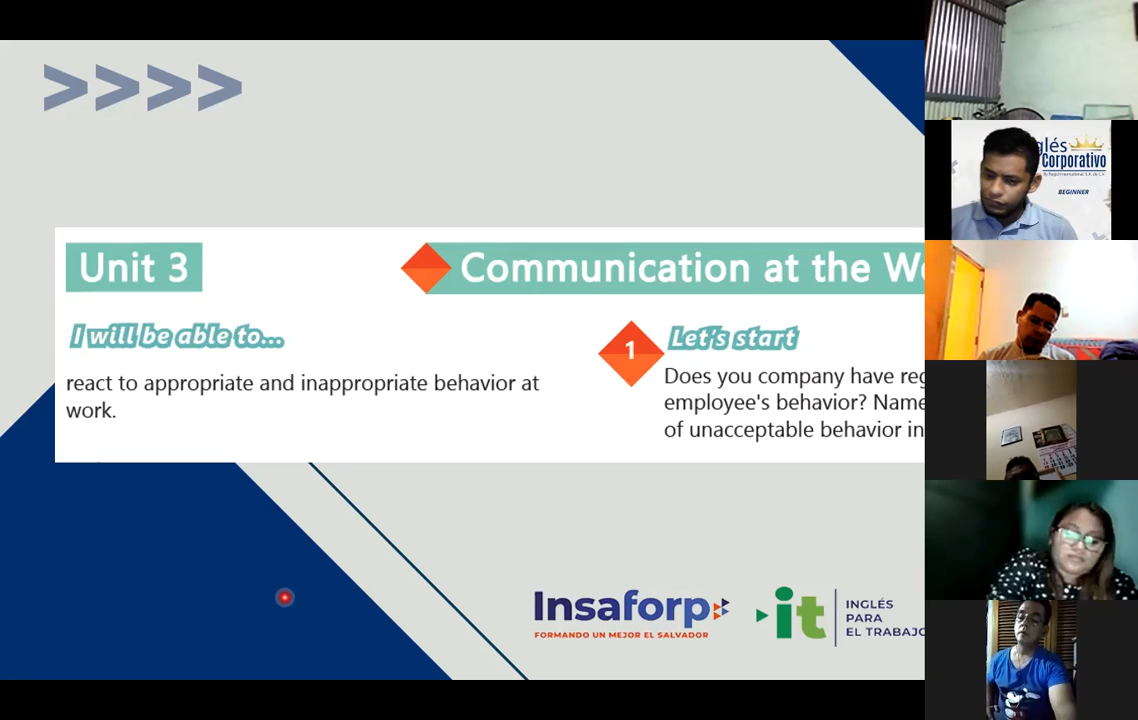 >>>>
Unit 3
Communication at the W
I will be able to...
react to appropriate and inappropriate behavior at
work.
1
Let's start
Does you company have reg
employee's behavior? Name
of unacceptable behavior in
Insaforp
FORMANDO UN MEJOR EL SALVADOR
it
INGLÉS
PARA
EL TRABAJO
glés
Corporativo
BEGINNER